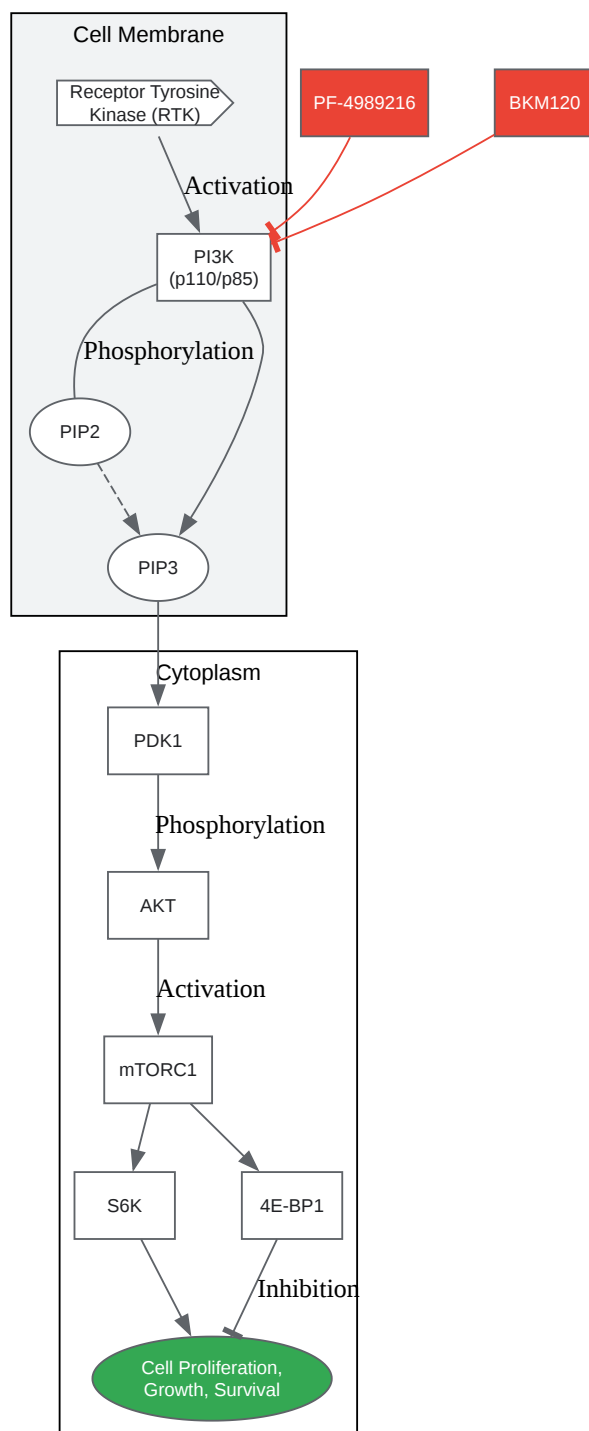 Cell Membrane
Receptor Tyrosine
Kinase (RTK)
PF-4989216
BKM120
Activation
PI3K
(p110/p85)
Phosphorylation
PIP2
PIP3
Cytoplasm
PDK1
Phosphorylation
AKT
Activation
mTORC1
S6K
4E-BP1
Inhibition
Cell Proliferation,
Growth, Survival